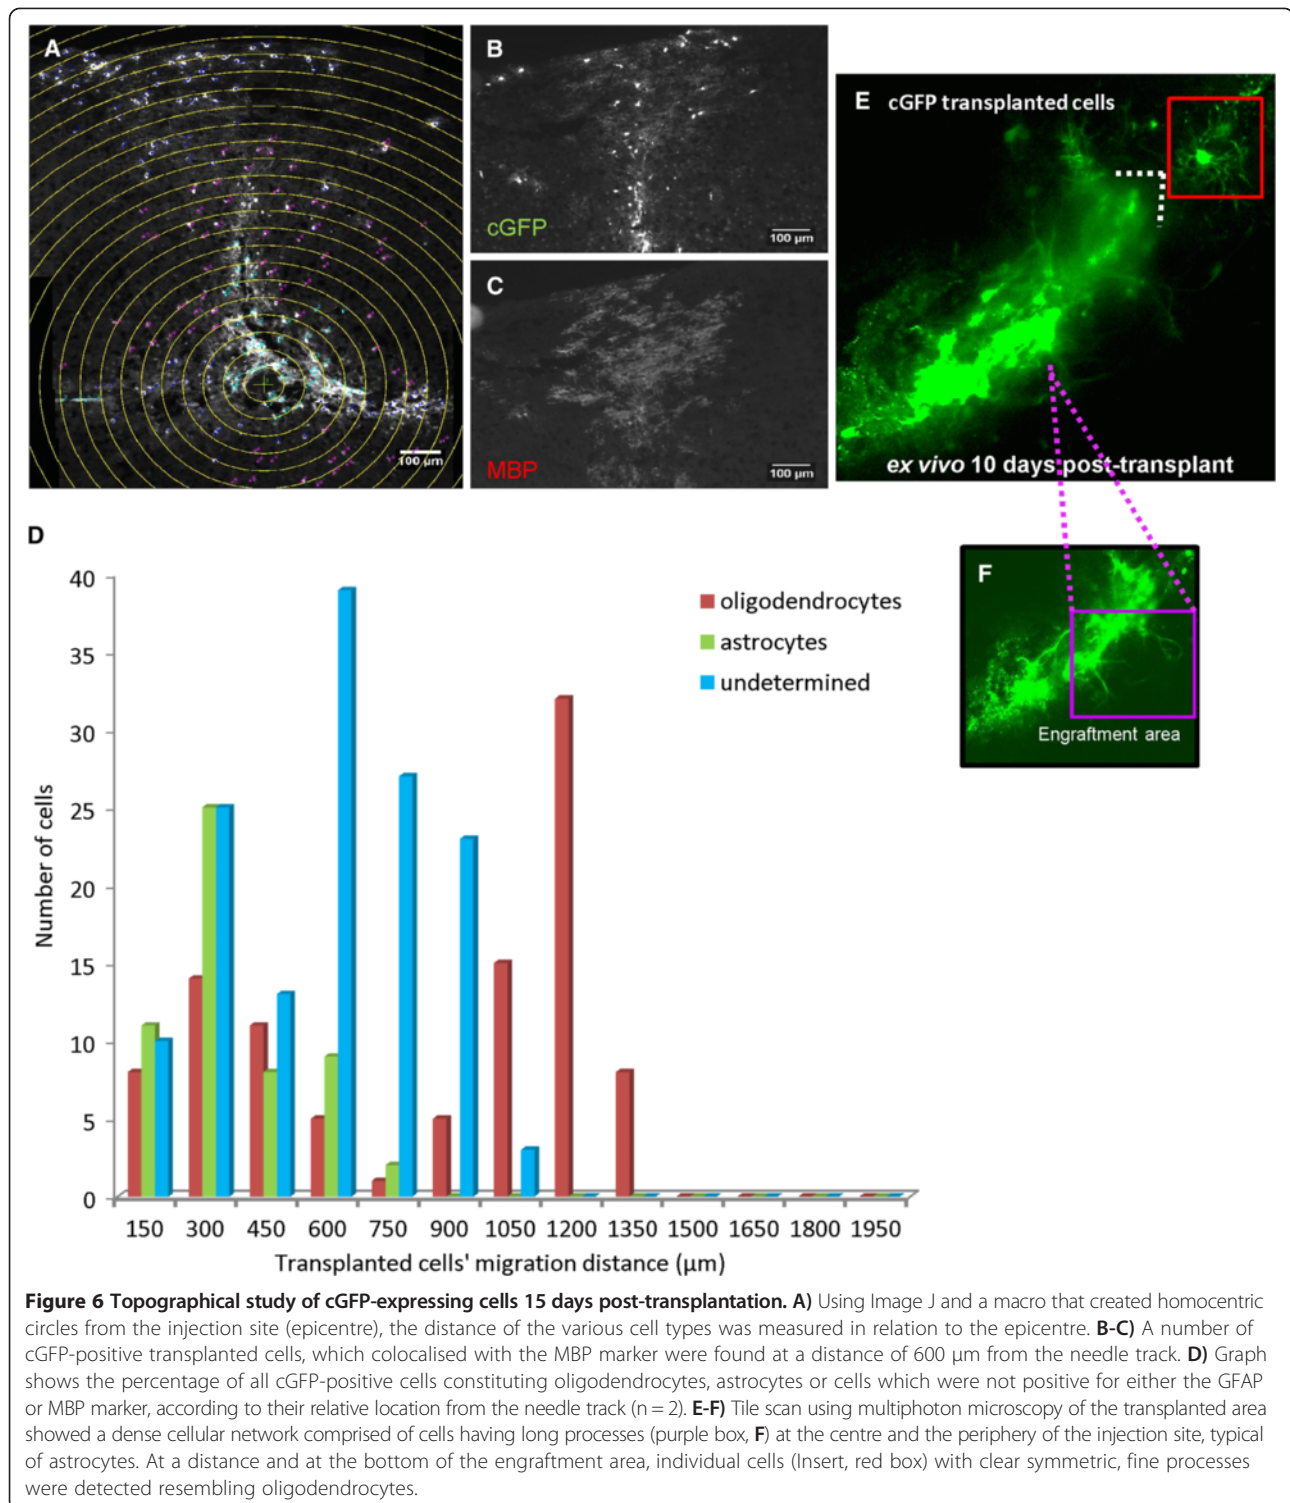 A
100 µm
B
cGFP
100 µm
C
MBP
100 µm
E cGFP transplanted cells
ex vivo 10 days post-transplant
F
Engraftment area
D
oligodendrocytes
astrocytes
undetermined
Number of cells
40
35
30
25
20
15
10
5
0
150 300 450 600 750 900 1050 1200 1350 1500 1650 1800 1950
Transplanted cells' migration distance (µm)
Figure 6 Topographical study of cGFP-expressing cells 15 days post-transplantation. A) Using Image J and a macro that created homocentric
circles from the injection site (epicentre), the distance of the various cell types was measured in relation to the epicentre. B-C) A number of
cGFP-positive transplanted cells, which colocalised with the MBP marker were found at a distance of 600 µm from the needle track. D) Graph
shows the percentage of all cGFP-positive cells constituting oligodendrocytes, astrocytes or cells which were not positive for either the GFAP
or MBP marker, according to their relative location from the needle track (n = 2). E-F) Tile scan using multiphoton microscopy of the transplanted area
showed a dense cellular network comprised of cells having long processes (purple box, F) at the centre and the periphery of the injection site, typical
of astrocytes. At a distance and at the bottom of the engraftment area, individual cells (Insert, red box) with clear symmetric, fine processes
were detected resembling oligodendrocytes.